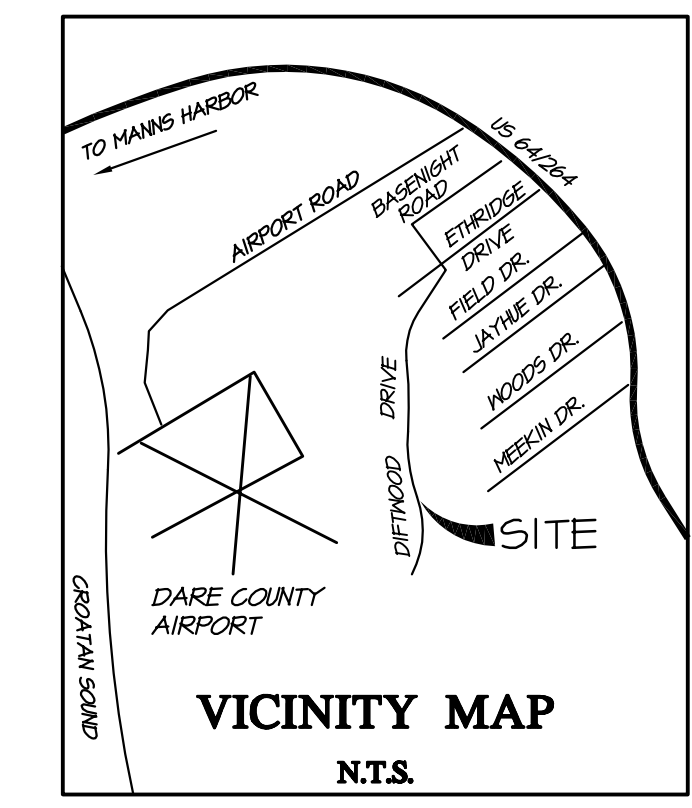 TO MANNS HARBOR
US 64/264
AIRPORT ROAD
BASENIGHT
ROAD
ETHRIDGE
DRIVE
FIELD DR.
JAYHUE DR.
WOODS DR.
MEEKIN DR.
DIFTWOOD DRIVE
SITE
DARE COUNTY
AIRPORT
CROATAN SOUND
VICINITY MAP
N.T.S.